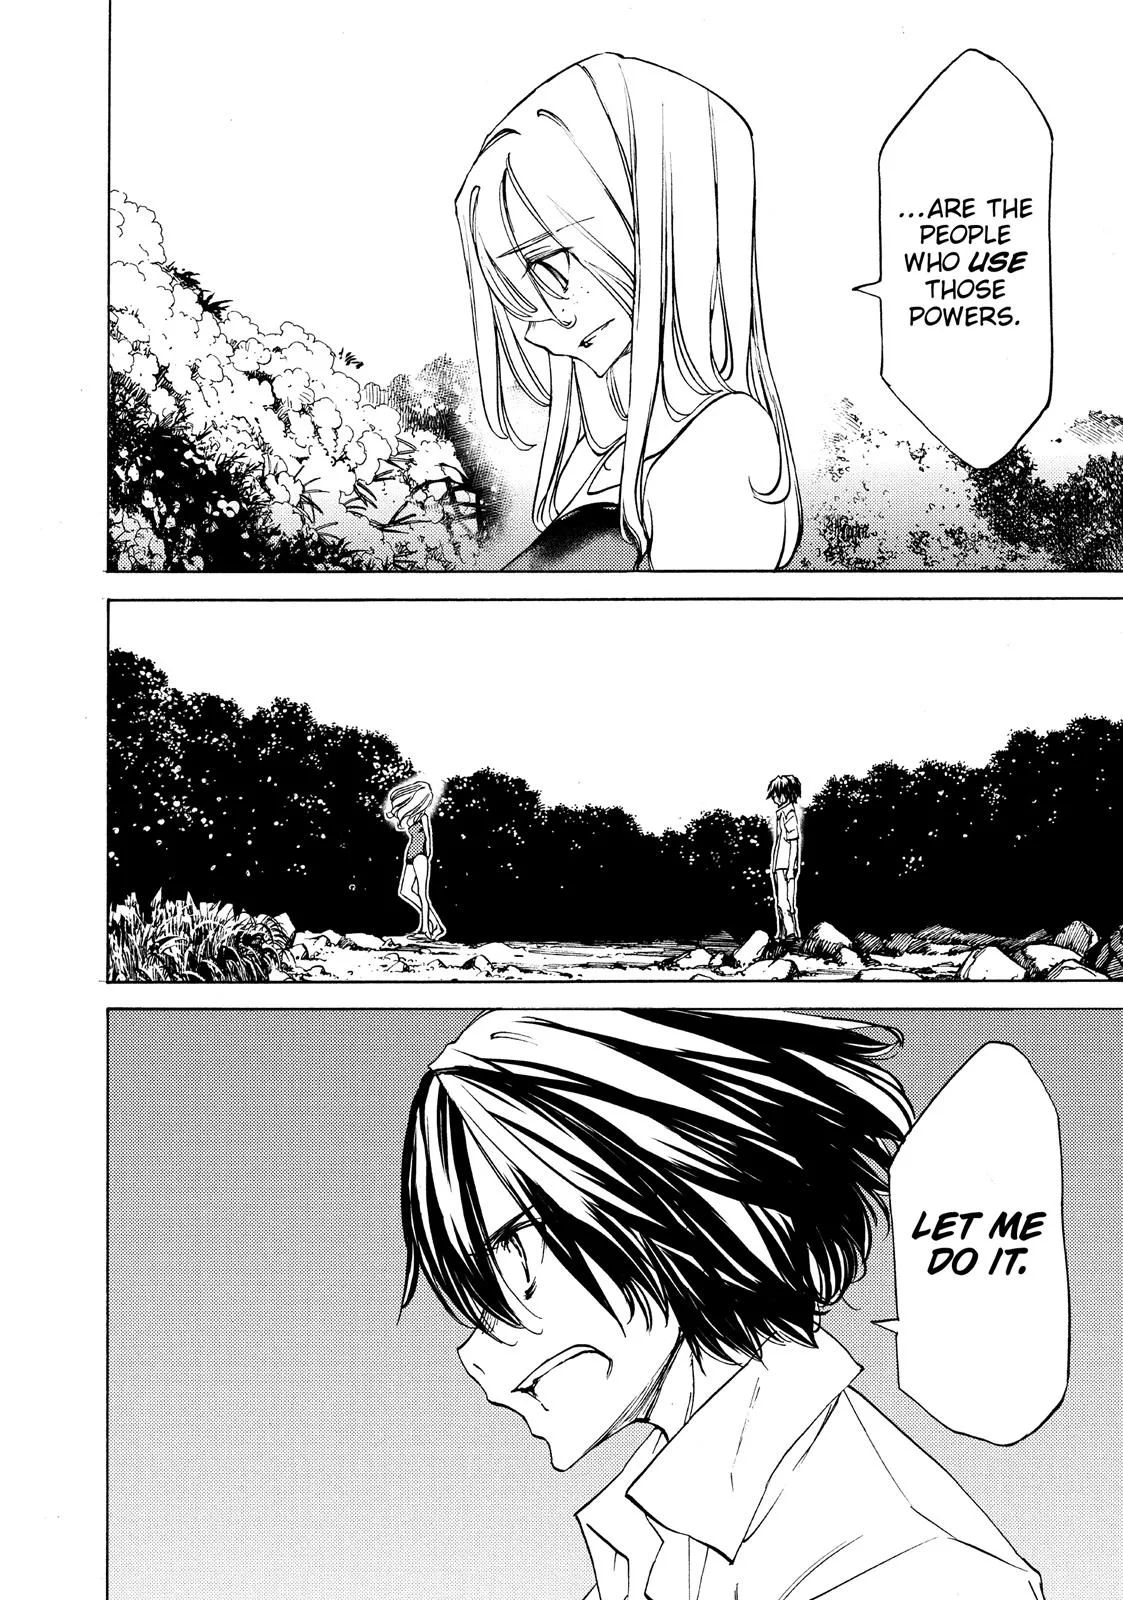 ...ARE THE
PEOPLE
WHO USE
THOSE
POWERS.
LET ME
DO IT.